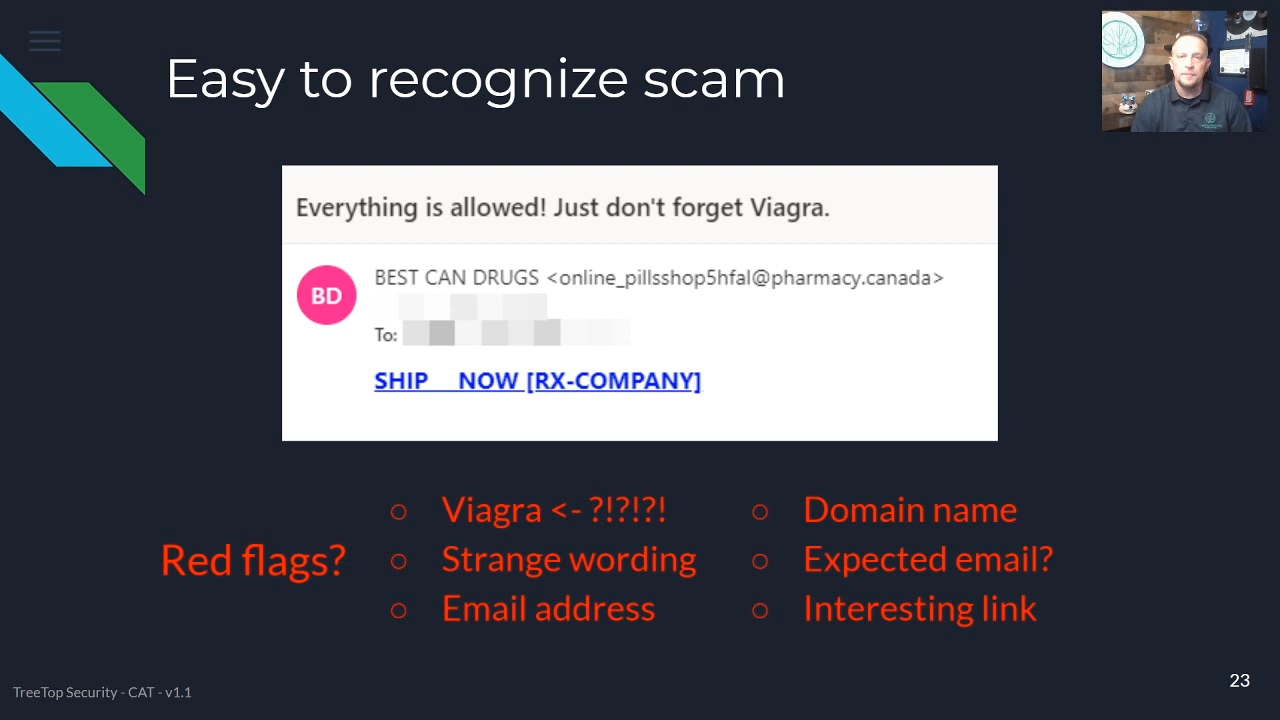 Easy to recognize scam
Everything is allowed! Just don't forget Viagra.
BD
BEST CAN DRUGS <online_pillsshop5hfal@pharmacy.canada>
To:
SHIP NOW [RX-COMPANY]
Red flags?
○ Viagra <- ?!?!?!
○ Strange wording
○ Email address
○ Domain name
○ Expected email?
○ Interesting link
TreeTop Security - CAT - v1.1
23